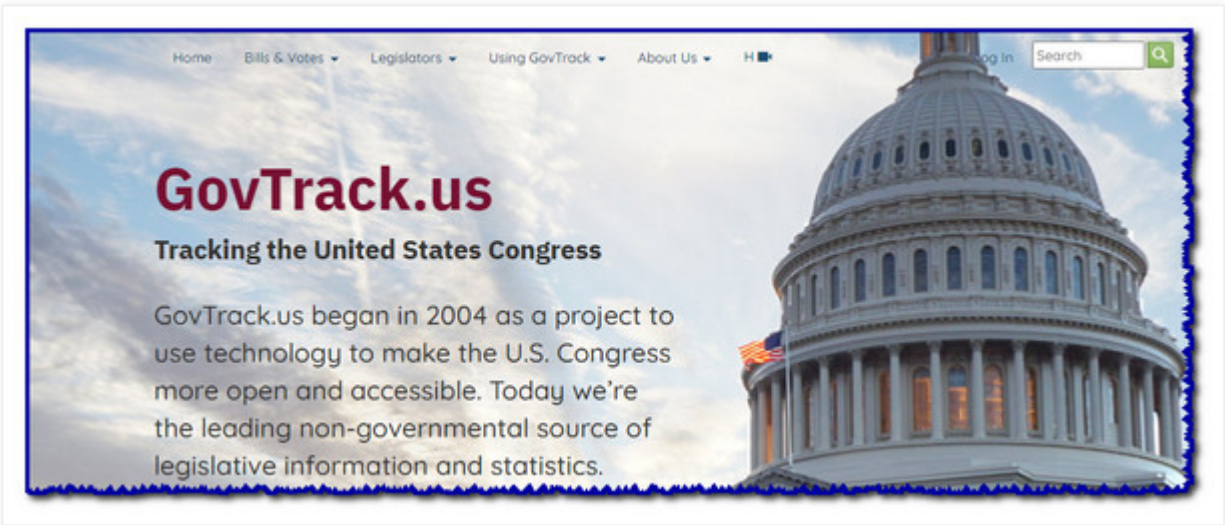 Home Bills & Votes Legislators Using GovTrack About Us H Log In Search
GovTrack.us
Tracking the United States Congress
GovTrack.us began in 2004 as a project to
use technology to make the U.S. Congress
more open and accessible. Today we're
the leading non-governmental source of
legislative information and statistics.